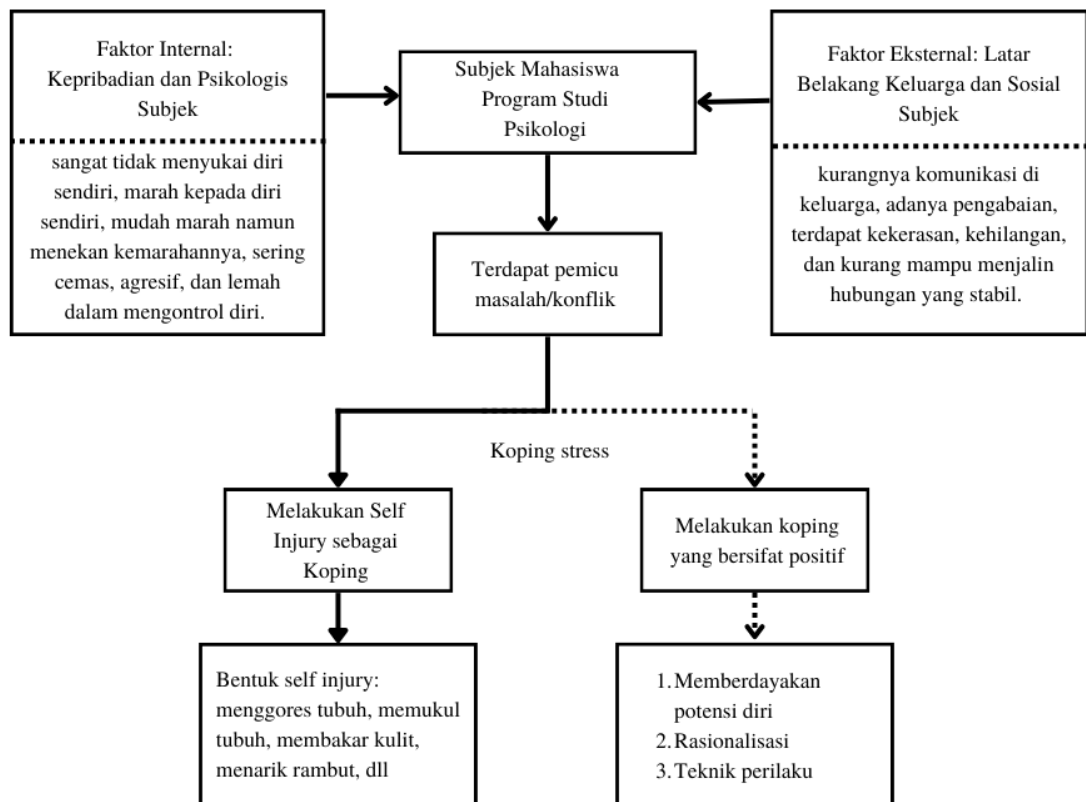 Faktor Internal:
Kepribadian dan Psikologis
Subjek
sangat tidak menyukai diri
sendiri, marah kepada diri
sendiri, mudah marah namun
menekan kemarahannya, sering
cemas, agresif, dan lemah
dalam mengontrol diri.
Subjek Mahasiswa
Program Studi
Psikologi
Faktor Eksternal: Latar
Belakang Keluarga dan Sosial
Subjek
kurangnya komunikasi di
keluarga, adanya pengabaian,
terdapat kekerasan, kehilangan,
dan kurang mampu menjalin
hubungan yang stabil.
Terdapat pemicu
masalah/konflik
Koping stress
Melakukan Self
Injury sebagai
Koping
Melakukan koping
yang bersifat positif
Bentuk self injury:
menggores tubuh, memukul
tubuh, membakar kulit,
menarik rambut, dll
1. Memberdayakan
potensi diri
2. Rasionalisasi
3. Teknik perilaku